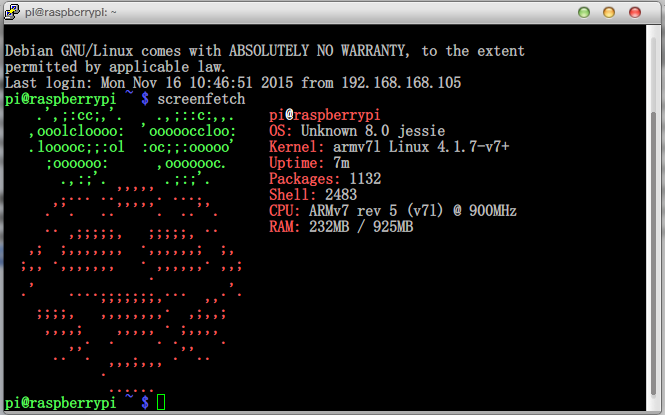 pi@raspberrypi: ~
Debian GNU/Linux comes with ABSOLUTELY NO WARRANTY, to the extent
permitted by applicable law.
Last login: Mon Nov 16 10:46:51 2015 from 192.168.168.105
pi@raspberrypi ~ $ screenfetch
pi@raspberrypi
OS: Unknown 8.0 jessie
Kernel: armv7l Linux 4.1.7-v7+
Uptime: 7m
Packages: 1132
Shell: 2483
CPU: ARMv7 rev 5 (v7l) @ 900MHz
RAM: 232MB / 925MB
pi@raspberrypi ~ $